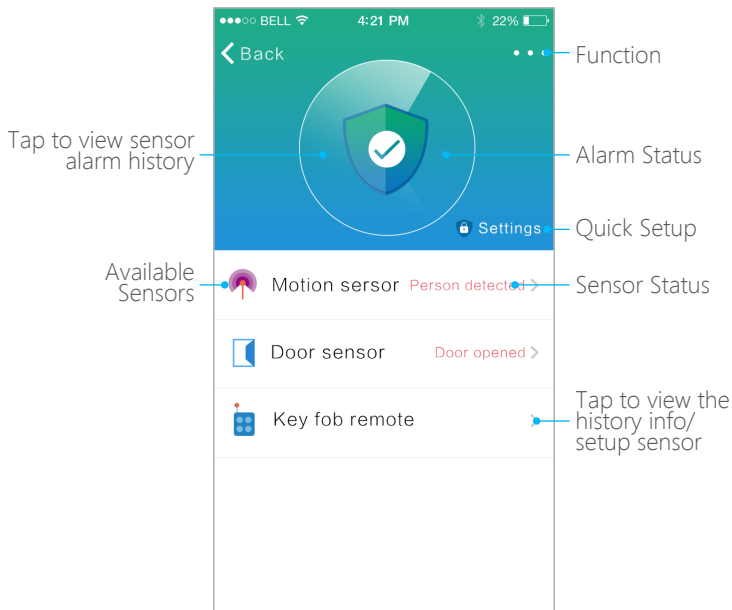 BELL 4:21 PM 22%
Back
Function
Tap to view sensor
alarm history
Alarm Status
Settings
Quick Setup
Available
Sensors
Motion sersor Person detected
Sensor Status
Door sensor Door opened
Key fob remote
Tap to view the
history info/
setup sensor